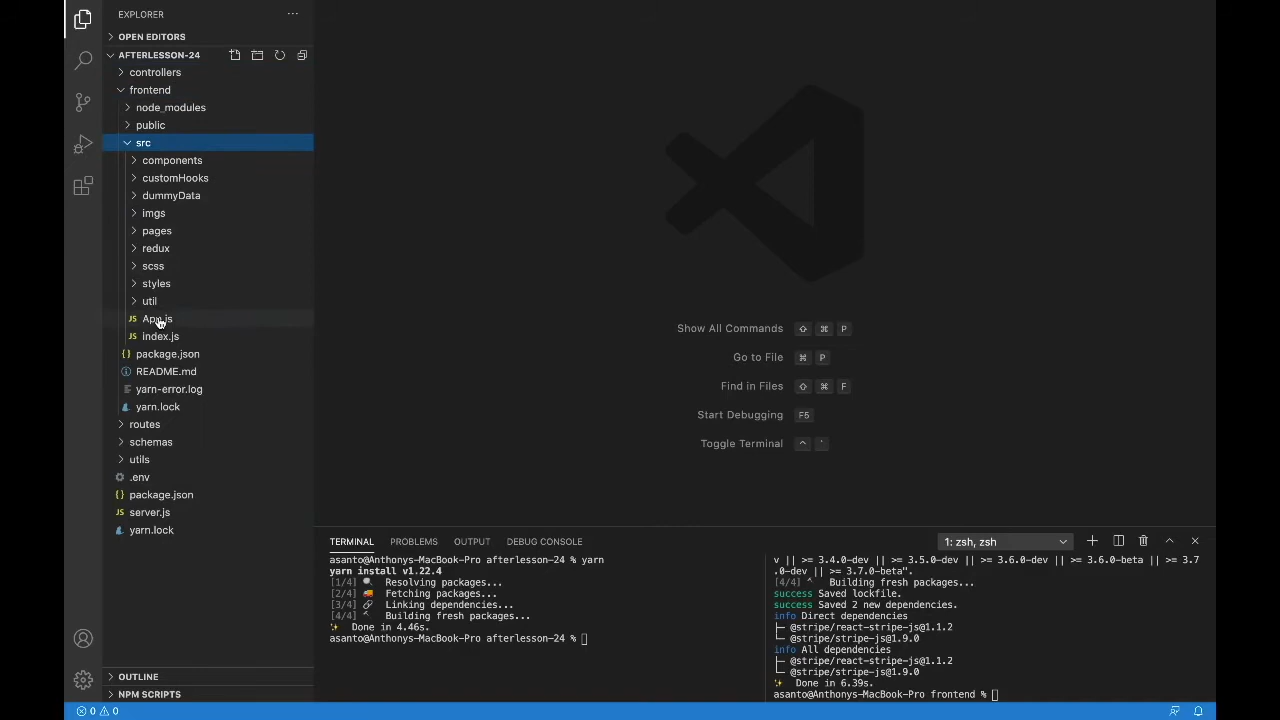 EXPLORER
OPEN EDITORS
AFTERLESSON-24
controllers
frontend
node_modules
public
src
components
customHooks
dummyData
imgs
pages
redux
scss
styles
util
JS App.js
JS index.js
{} package.json
README.md
yarn-error.log
yarn.lock
routes
schemas
utils
.env
{} package.json
JS server.js
yarn.lock
OUTLINE
NPM SCRIPTS
Show All Commands ⇧ ⌘ P
Go to File ⌘ P
Find in Files ⇧ ⌘ F
Start Debugging F5
Toggle Terminal ^ `
TERMINAL PROBLEMS OUTPUT DEBUG CONSOLE
1: zsh, zsh
asanto@Anthonys-MacBook-Pro afterlesson-24 % yarn
yarn install v1.22.4
[1/4] 🔍 Resolving packages...
[2/4] 🚚 Fetching packages...
[3/4] 🔗 Linking dependencies...
[4/4] 🔨 Building fresh packages...
✨ Done in 4.46s.
asanto@Anthonys-MacBook-Pro afterlesson-24 %
v || >= 3.4.0-dev || >= 3.5.0-dev || >= 3.6.0-dev || >= 3.6.0-beta || >= 3.7
.0-dev || >= 3.7.0-beta".
[4/4] 🔨 Building fresh packages...
success Saved lockfile.
success Saved 2 new dependencies.
info Direct dependencies
├─ @stripe/react-stripe-js@1.1.2
└─ @stripe/stripe-js@1.9.0
info All dependencies
├─ @stripe/react-stripe-js@1.1.2
└─ @stripe/stripe-js@1.9.0
✨ Done in 6.39s.
asanto@Anthonys-MacBook-Pro frontend %
0 0